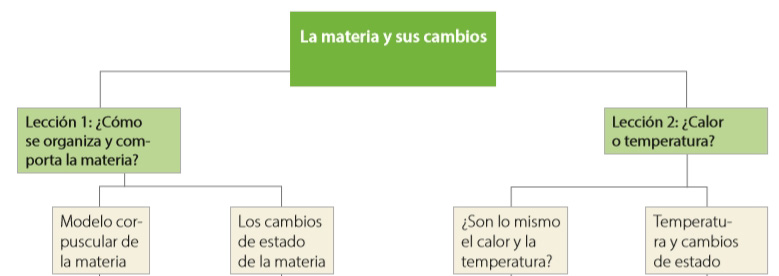 La materia y sus cambios
Lección 1: ¿Cómo
se organiza y com-
porta la materia?
Lección 2: ¿Calor
o temperatura?
Modelo cor-
puscular de
la materia
Los cambios
de estado
de la materia
¿Son lo mismo
el calor y la
temperatura?
Temperatu-
ra y cambios
de estado